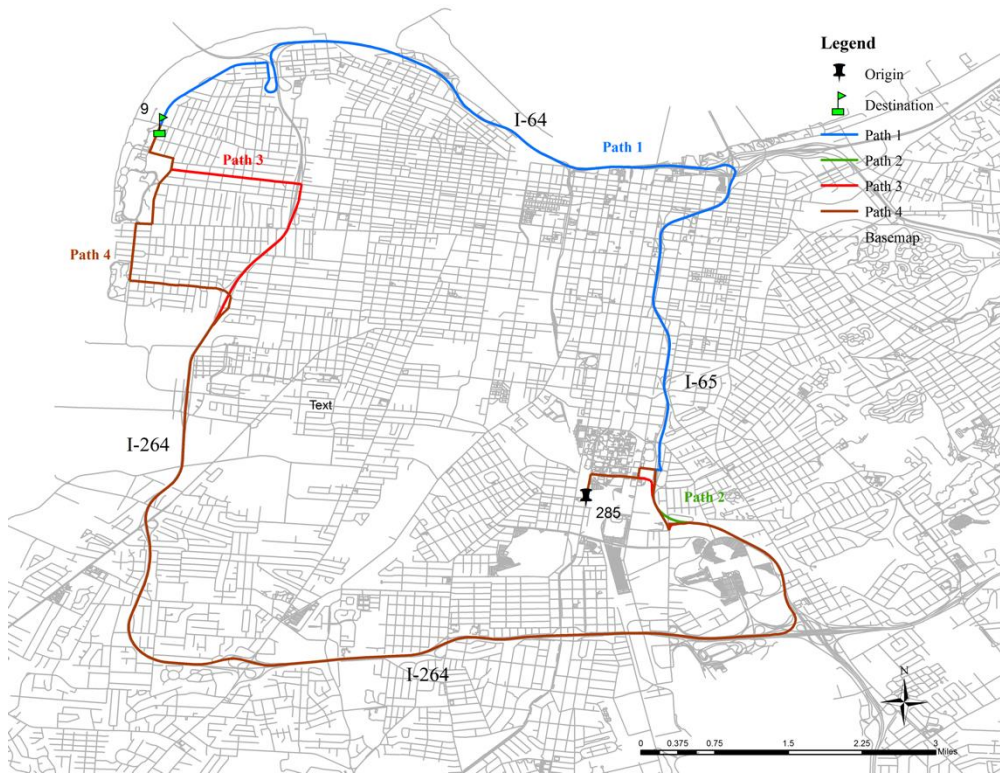 Legend
Origin
Destination
Path 1
Path 2
Path 3
Path 4
Basemap
9
I-64
Path 1
Path 3
Path 4
I-65
Text
I-264
Path 2
285
I-264
N
0 0.375 0.75 1.5 2.25 3
Miles